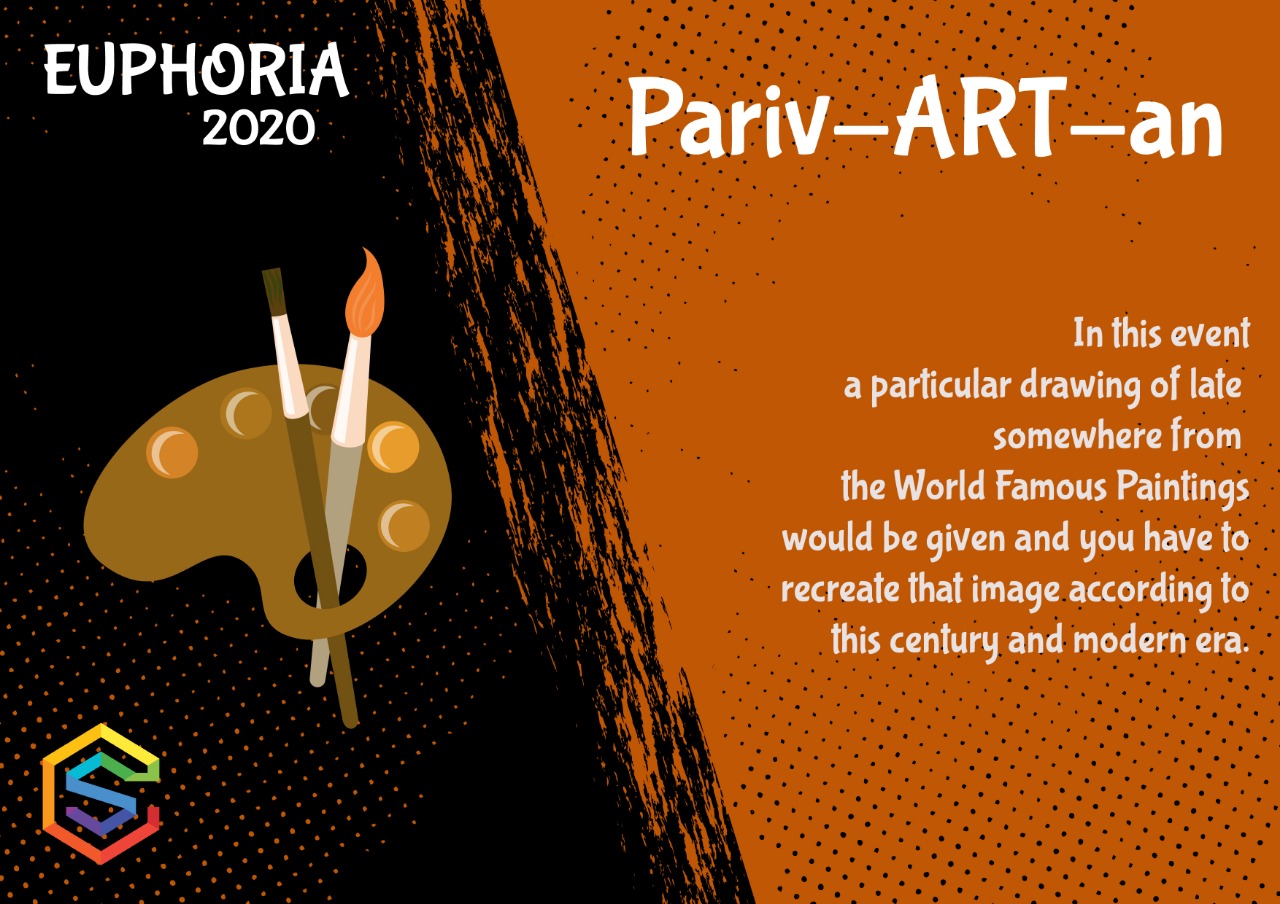 EUPHORIA
2020
Pariv–ART–an
In this event
a particular drawing of late
somewhere from
the World Famous Paintings
would be given and you have to
recreate that image according to
this century and modern era.